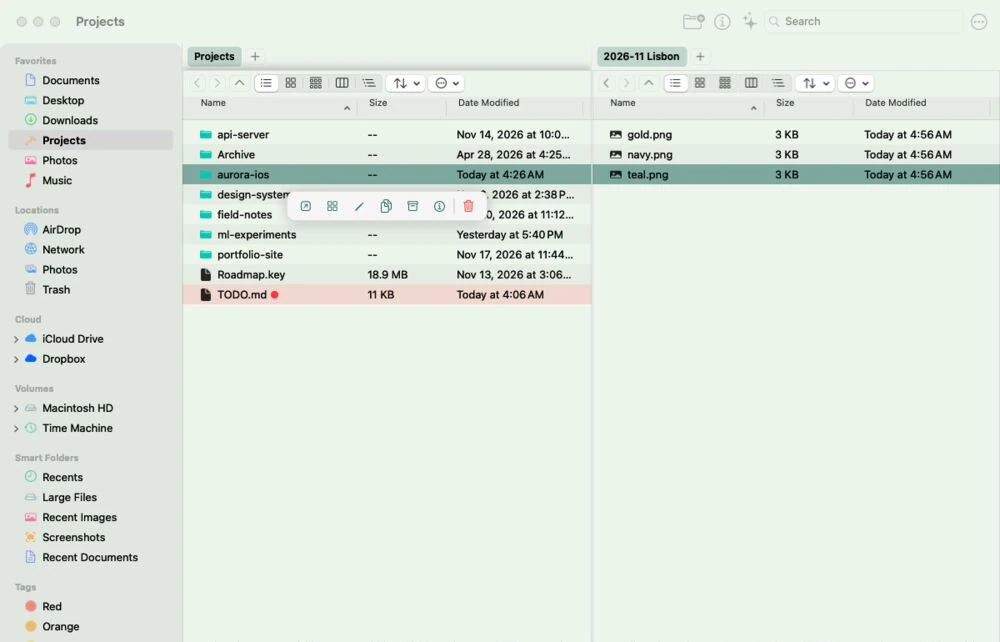 Projects
Search
Favorites
Documents
Desktop
Downloads
Projects
Photos
Music
Locations
AirDrop
Network
Photos
Trash
Cloud
iCloud Drive
Dropbox
Volumes
Macintosh HD
Time Machine
Smart Folders
Recents
Large Files
Recent Images
Screenshots
Recent Documents
Tags
Red
Orange
Projects
Name Size Date Modified
api-server -- Nov 14, 2026 at 10:0...
Archive -- Apr 28, 2026 at 4:25...
aurora-ios -- Today at 4:26 AM
design-system 2026 at 2:38 P...
field-notes 0, 2026 at 11:12...
ml-experiments -- Yesterday at 5:40 PM
portfolio-site -- Nov 17, 2026 at 11:44...
Roadmap.key 18.9 MB Nov 13, 2026 at 3:06...
TODO.md 11 KB Today at 4:06 AM
2026-11 Lisbon
Name Size Date Modified
gold.png 3 KB Today at 4:56 AM
navy.png 3 KB Today at 4:56 AM
teal.png 3 KB Today at 4:56 AM